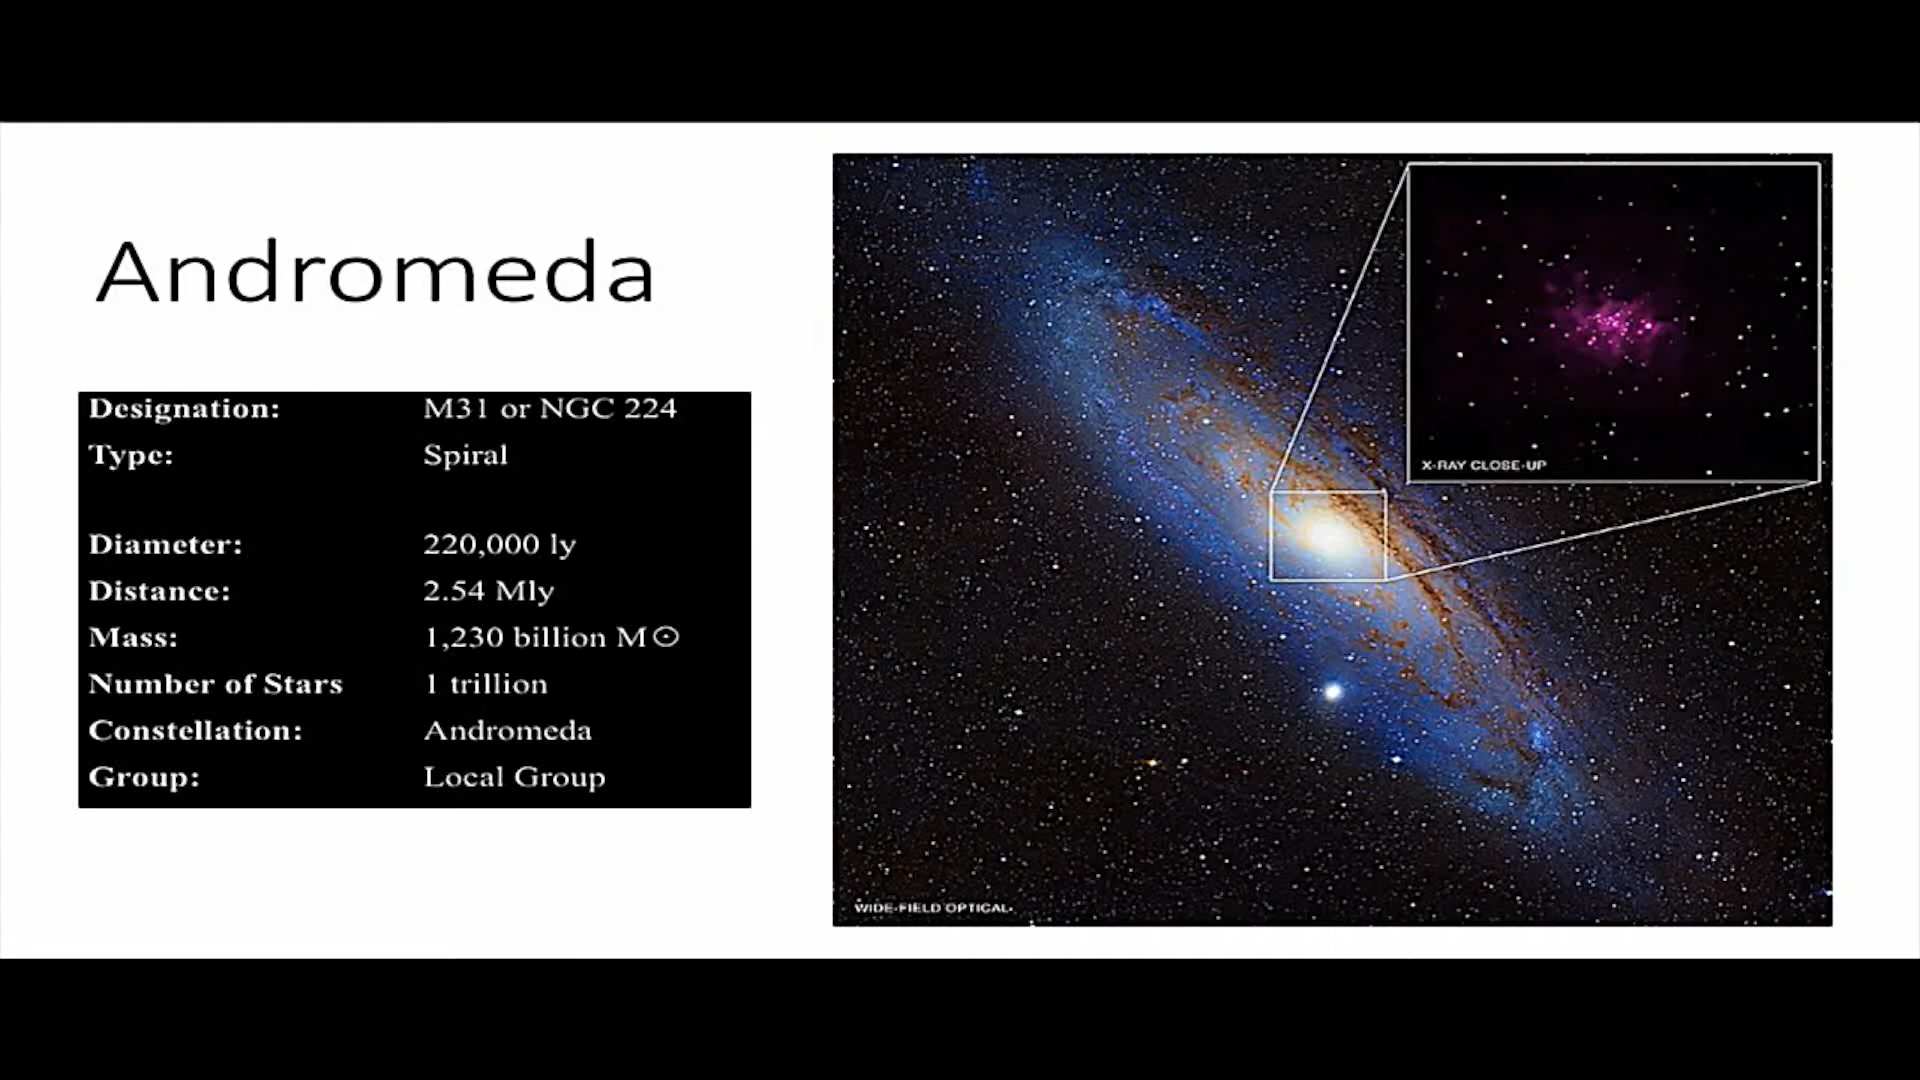 Andromeda
Designation: M31 or NGC 224
Type: Spiral
Diameter: 220,000 ly
Distance: 2.54 Mly
Mass: 1,230 billion M☉
Number of Stars 1 trillion
Constellation: Andromeda
Group: Local Group
X-RAY CLOSE-UP
WIDE-FIELD OPTICAL